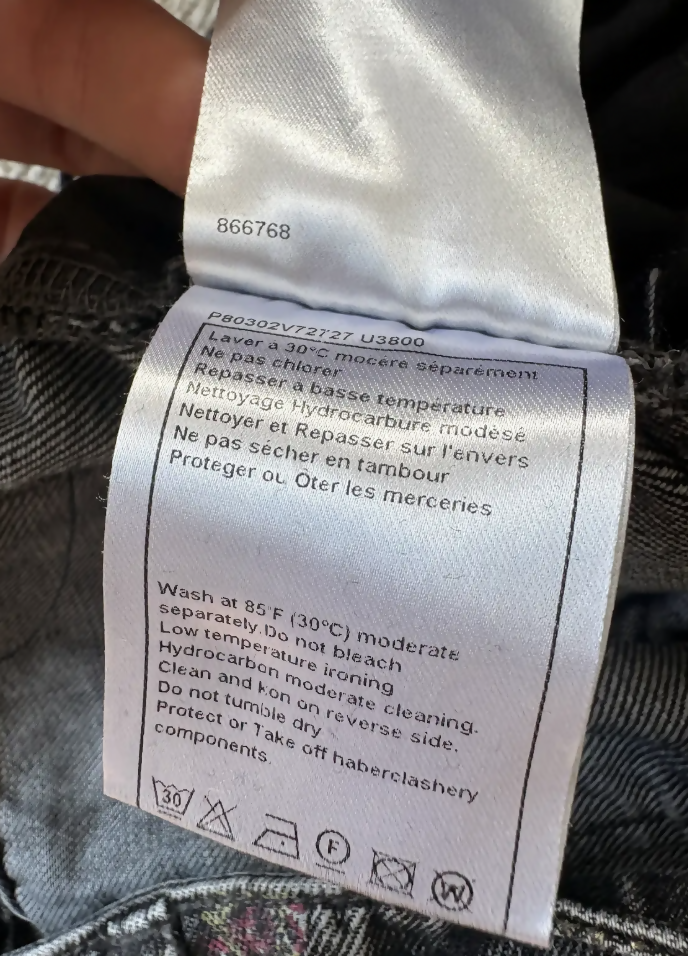 866768
P80302V72727 U3800
Laver à 30°C mocére séparément
Ne pas chlorer
Repasser à basse température
Nettoyage Hydrocarbure modésé
Nettoyer et Repasser sur l'envers
Ne pas sécher en tambour
Proteger ou Ôter les merceries
Wash at 85°F (30°C) moderate
separately.Do not bleach
Low temperature ironing
Hydrocarbon moderate cleaning.
Clean and Iron on reverse side.
Do not tumble dry
Protect or Take off haberclashery
components.
30
F
W